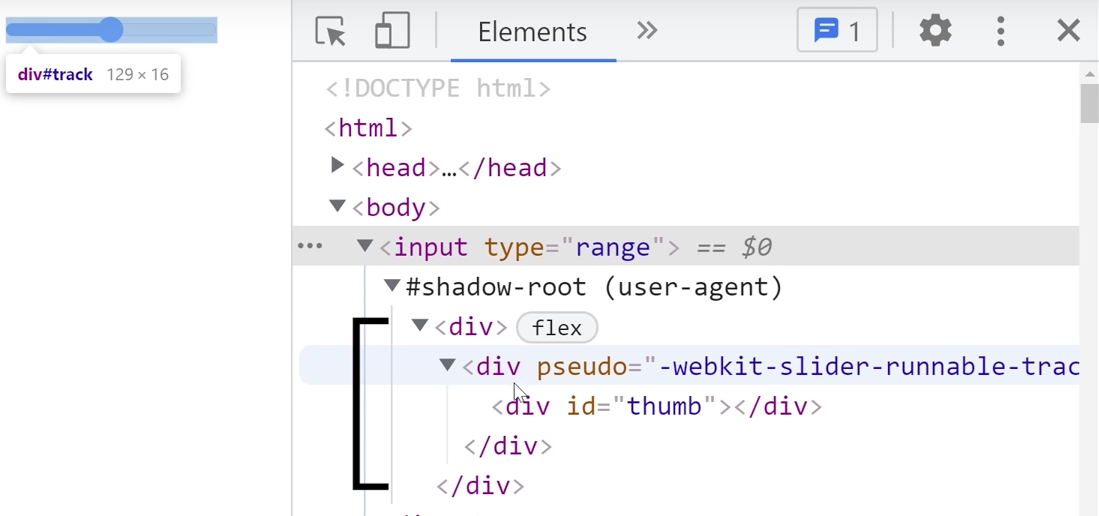 div#track 129 × 16
Elements
1
<!DOCTYPE html>
<html>
<head>…</head>
<body>
<input type="range"> == $0
#shadow-root (user-agent)
<div> flex
<div pseudo="-webkit-slider-runnable-trac
<div id="thumb"></div>
</div>
</div>